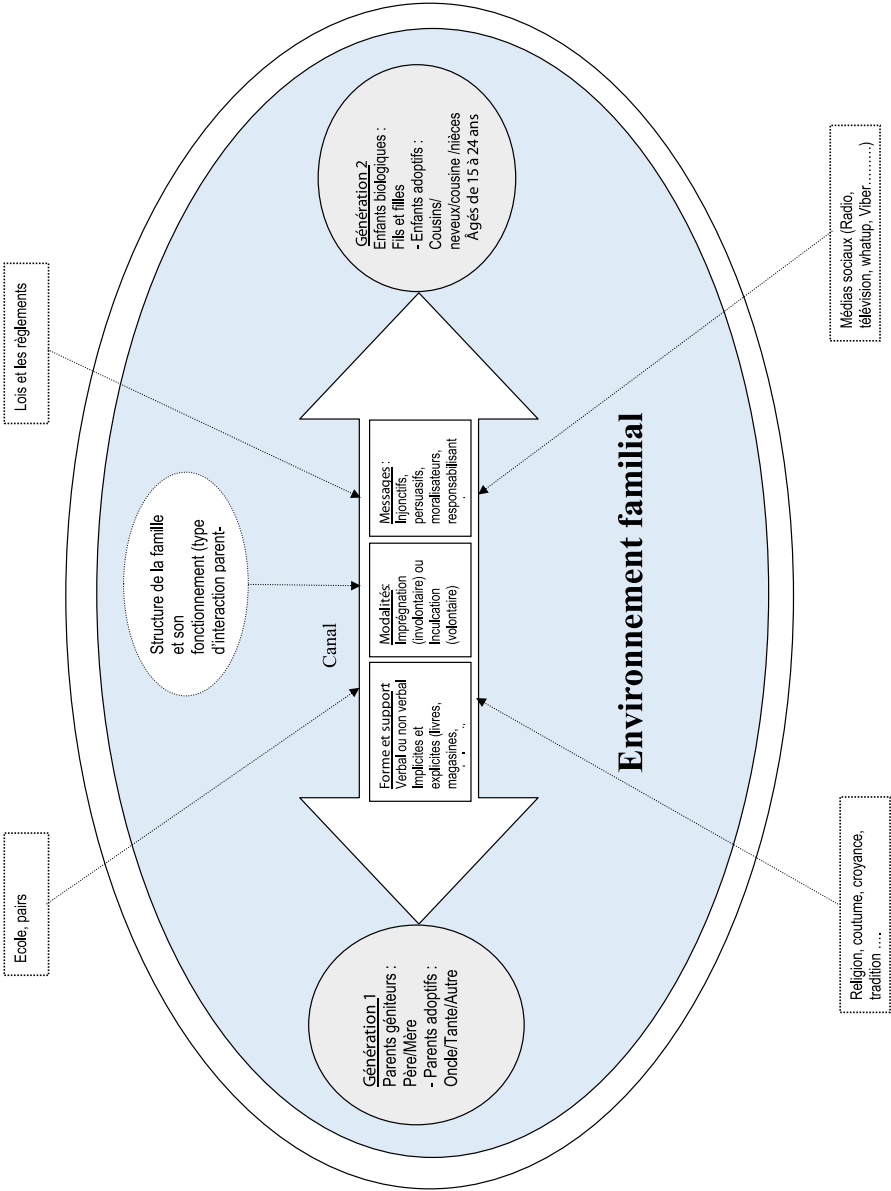 Ecole, pairs
Lois et les règlements
Structure de la famille
et son
fonctionnement (type
d'interaction parent-
Canal
Génération 1
Parents géniteurs :
Père/Mère
- Parents adoptifs :
Oncle/Tante/Autre
Forme et support
Verbal ou non verbal
Implicites et
explicites (livres,
magasines,
Modalités:
Imprégnation
(involontaire) ou
Inculcation
(volontaire)
Messages :
Injonctifs,
persuasifs,
moralisateurs,
responsabilisant
Génération 2
Enfants biologiques :
Fils et filles
- Enfants adoptifs :
Cousins/
neveux/cousine /nièces
Âgés de 15 à 24 ans
Environnement familial
Religion, coutume, croyance,
tradition ….
Médias sociaux (Radio,
télévision, whatup, Viber………)